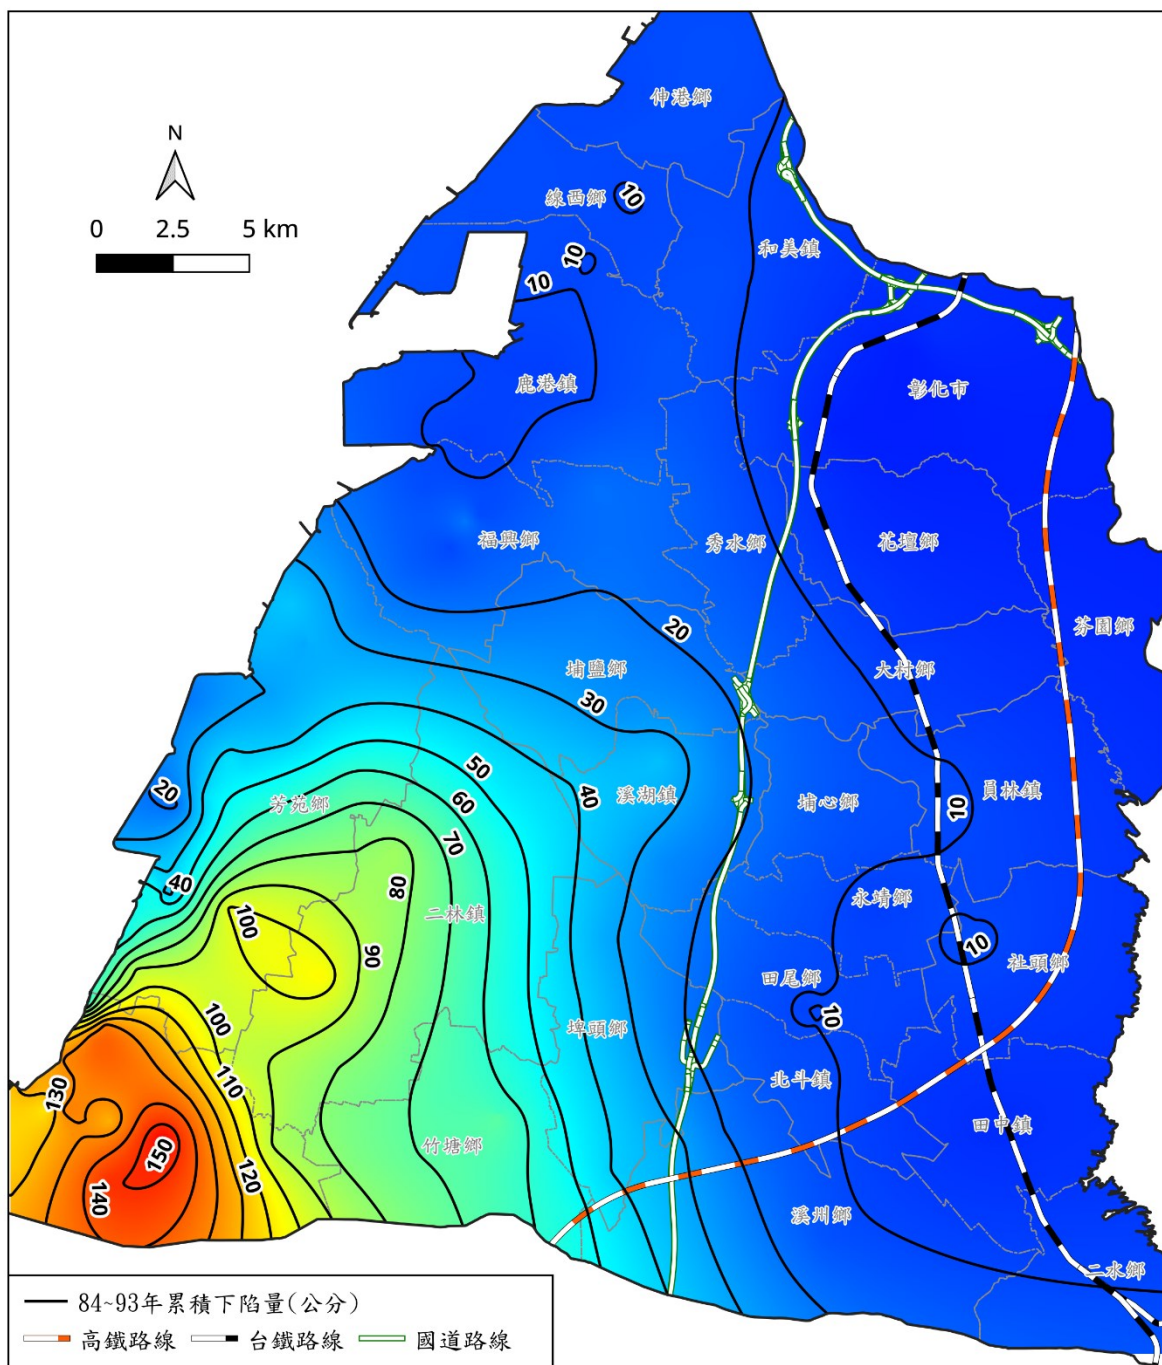 伸港鄉
N
線西鄉
10
0 2.5 5 km
和美鎮
10
10
鹿港鎮
彰化市
福興鄉
秀水鄉
花壇鄉
20
芬園鄉
埔鹽鄉
大村鄉
30
50
20
芳苑鄉
60
40
溪湖鎮
埔心鄉
10
員林鎮
70
40
80
永靖鄉
二林鎮
100
90
10
社頭鄉
田尾鄉
100
埤頭鄉
10
110
北斗鎮
130
田中鎮
150
竹塘鄉
120
140
溪州鄉
二水鄉
84~93年累積下陷量(公分)
高鐵路線 台鐵路線 國道路線